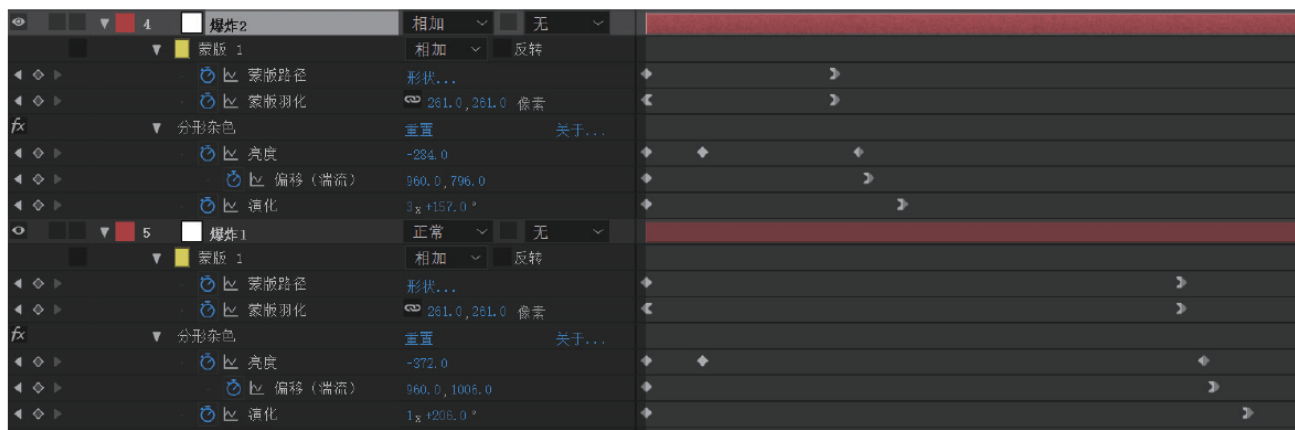 4 爆炸2 相加 无
蒙版 1 相加 反转
蒙版路径 形状...
蒙版羽化 261.0,261.0 像素
fx 分形杂色 重置 关于...
亮度 -284.0
偏移（湍流） 960.0,796.0
演化 3x+157.0°
5 爆炸1 正常 无
蒙版 1 相加 反转
蒙版路径 形状...
蒙版羽化 261.0,261.0 像素
fx 分形杂色 重置 关于...
亮度 -372.0
偏移（湍流） 960.0,1006.0
演化 1x+206.0°